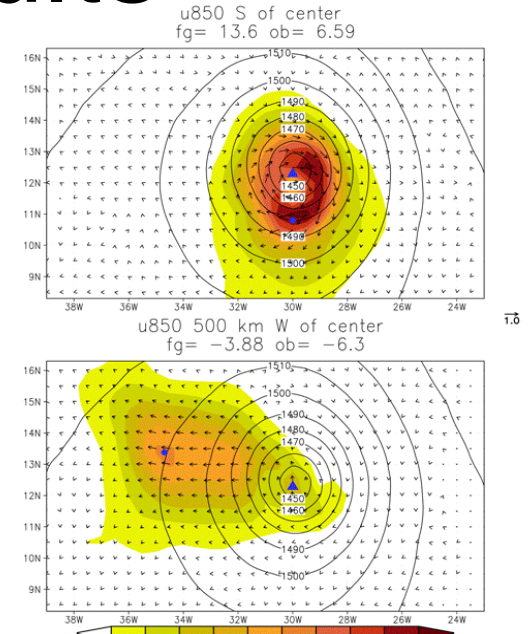 u850 S of center
fg= 13.6 ob= 6.59
16N
15N
14N
13N
12N
11N
10N
9N
1510
1500
1490
1480
1470
1450
1460
1490
1500
38W 36W 34W 32W 30W 28W 26W 24W
1.0
u850 500 km W of center
fg= −3.88 ob= −6.3
16N
15N
14N
13N
12N
11N
10N
9N
1510
1500
1490
1480
1470
1450
1460
1490
1500
38W 36W 34W 32W 30W 28W 26W 24W